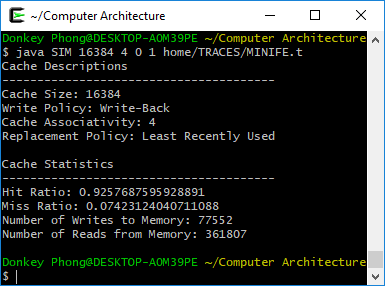 ~/Computer Architecture
Donkey Phong@DESKTOP-AOM39PE ~/Computer Architecture
$ java SIM 16384 4 0 1 home/TRACES/MINIFE.t
Cache Descriptions
---------------------------------------
Cache Size: 16384
Write Policy: Write-Back
Cache Associativity: 4
Replacement Policy: Least Recently Used

Cache Statistics
---------------------------------------
Hit Ratio: 0.9257687595928891
Miss Ratio: 0.07423124040711088
Number of Writes to Memory: 77552
Number of Reads from Memory: 361807

Donkey Phong@DESKTOP-AOM39PE ~/Computer Architecture
$